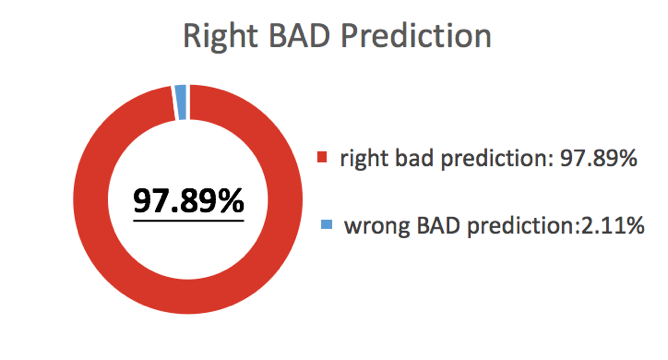 Right BAD Prediction
right bad prediction: 97.89%
97.89%
wrong BAD prediction:2.11%